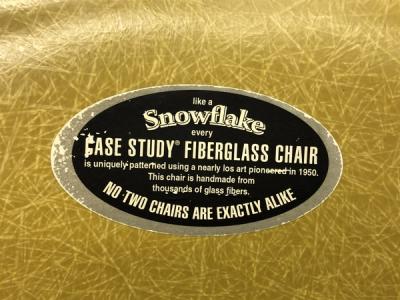 like a
Snowflake
every
CASE STUDY® FIBERGLASS CHAIR
is uniquely patterned using a nearly los art pioneered in 1950.
This chair is handmade from
thousands of glass fibers.
NO TWO CHAIRS ARE EXACTLY ALIKE